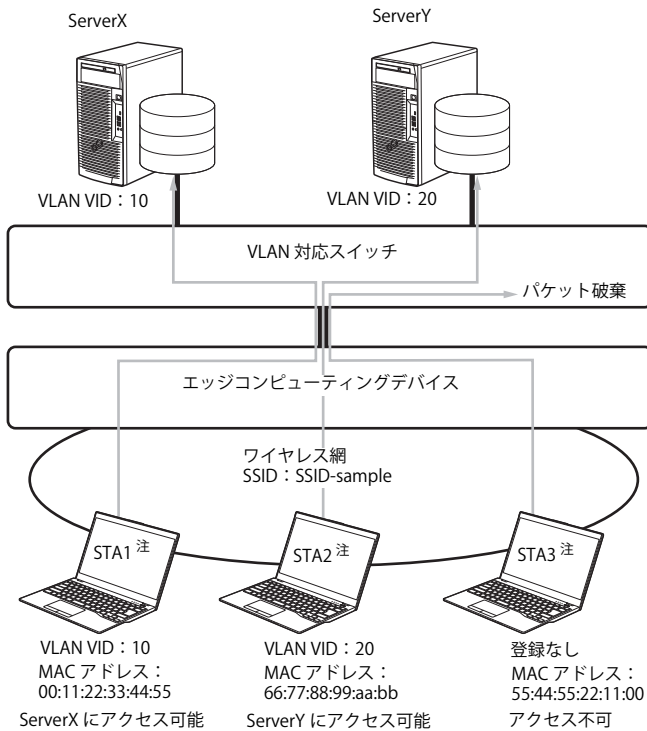 ServerX
ServerY
VLAN VID：10
VLAN VID：20
VLAN 対応スイッチ
パケット破棄
エッジコンピューティングデバイス
ワイヤレス網
SSID：SSID-sample
STA1 注
STA2 注
STA3 注
VLAN VID：10
MAC アドレス：
00:11:22:33:44:55
ServerX にアクセス可能
VLAN VID：20
MAC アドレス：
66:77:88:99:aa:bb
ServerY にアクセス可能
登録なし
MAC アドレス：
55:44:55:22:11:00
アクセス不可